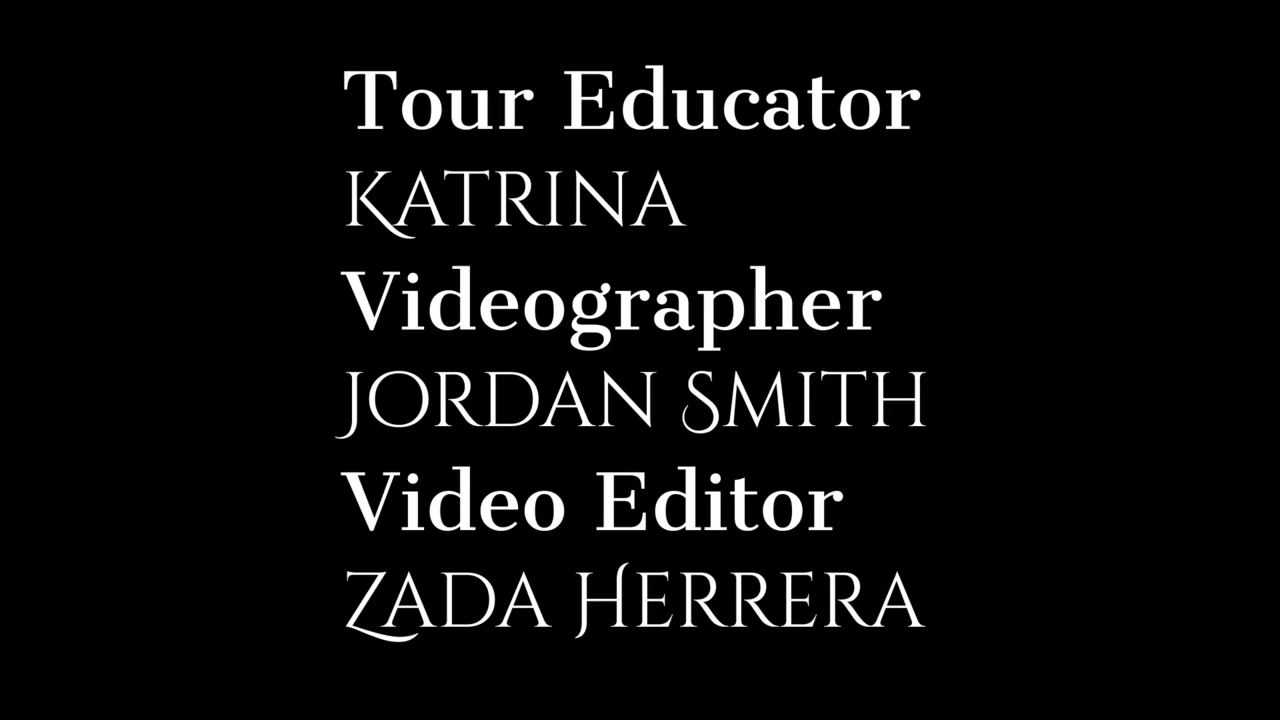 Tour Educator
Katrina
Videographer
Jordan Smith
Video Editor
Zada Herrera